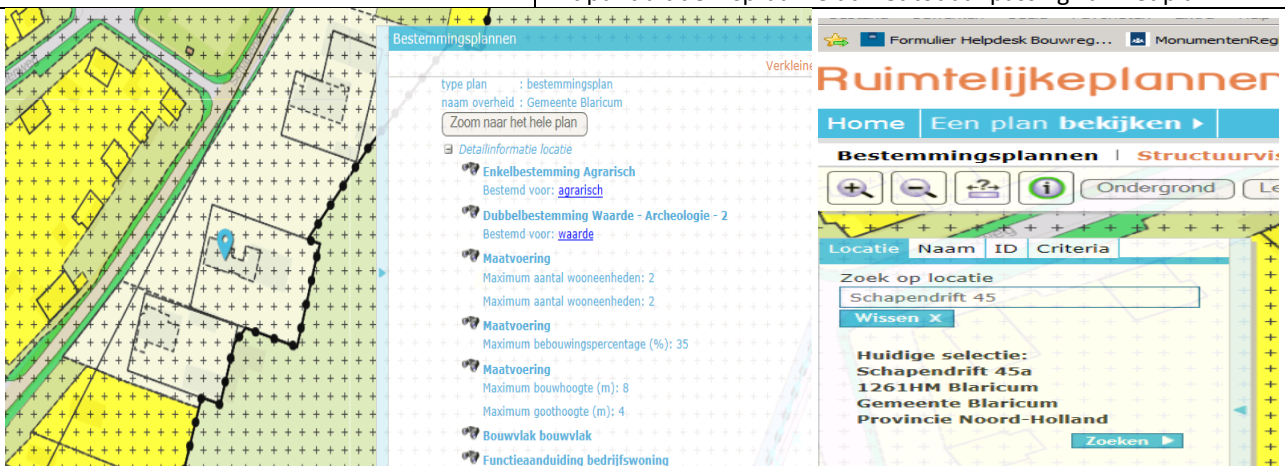 Bestemmingsplannen
Verkleine
type plan : bestemmingsplan
naam overheid : Gemeente Blaricum
Zoom naar het hele plan
Detailinformatie locatie
Enkelbestemming Agrarisch
Bestemd voor: agrarisch
Dubbelbestemming Waarde - Archeologie - 2
Bestemd voor: waarde
Maatvoering
Maximum aantal wooneenheden: 2
Maximum aantal wooneenheden: 2
Maatvoering
Maximum bebouwingspercentage (%): 35
Maatvoering
Maximum bouwhoogte (m): 8
Maximum goothoogte (m): 4
Bouwvlak bouwvlak
Functieaanduiding bedrijfswoning
Formulier Helpdesk Bouwreg... MonumentenReg
Ruimtelijkeplanner
Home Een plan bekijken
Bestemmingsplannen | Structuurvis
Ondergrond Le
Locatie Naam ID Criteria
Zoek op locatie
Schapendrift 45
Wissen X
Huidige selectie:
Schapendrift 45a
1261HM Blaricum
Gemeente Blaricum
Provincie Noord-Holland
Zoeken